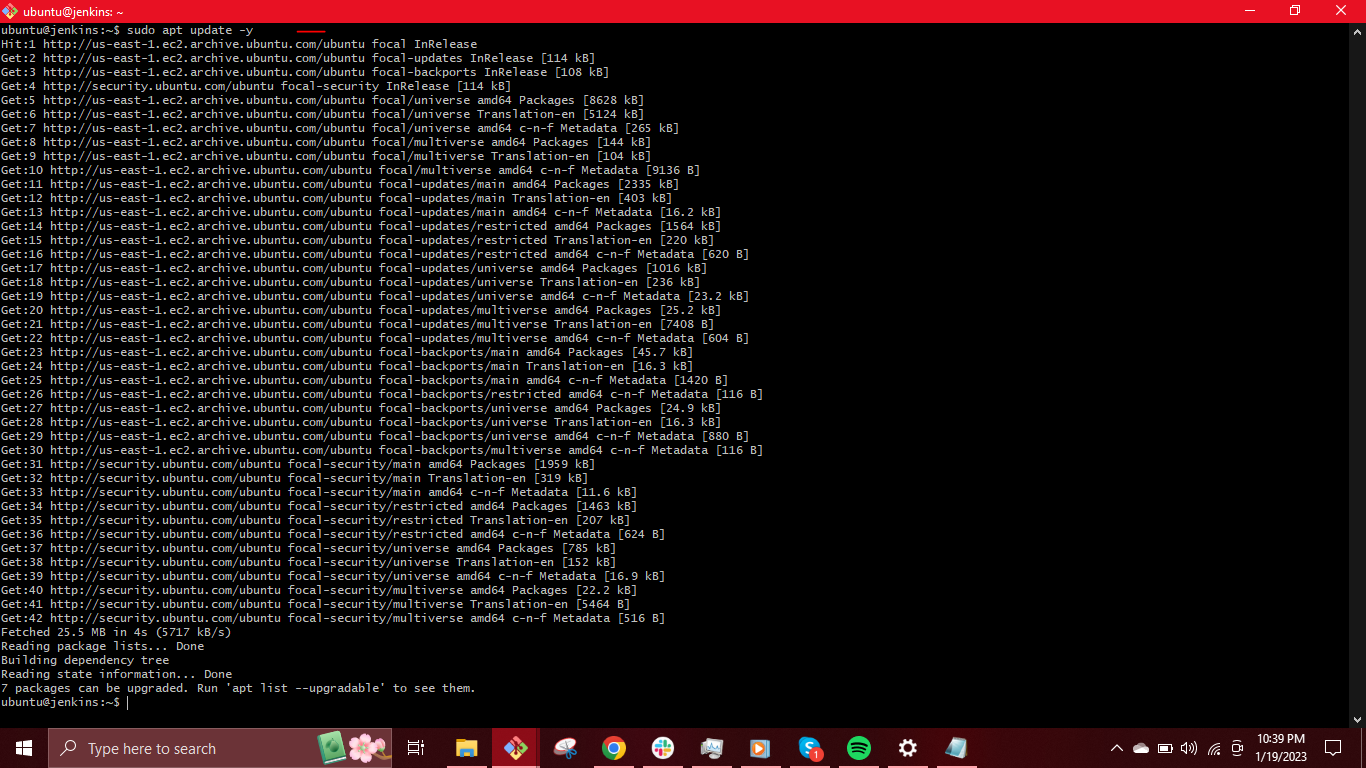 ubuntu@jenkins: ~
ubuntu@jenkins:~$ sudo apt update -y
Hit:1 http://us-east-1.ec2.archive.ubuntu.com/ubuntu focal InRelease
Get:2 http://us-east-1.ec2.archive.ubuntu.com/ubuntu focal-updates InRelease [114 kB]
Get:3 http://us-east-1.ec2.archive.ubuntu.com/ubuntu focal-backports InRelease [108 kB]
Get:4 http://security.ubuntu.com/ubuntu focal-security InRelease [114 kB]
Get:5 http://us-east-1.ec2.archive.ubuntu.com/ubuntu focal/universe amd64 Packages [8628 kB]
Get:6 http://us-east-1.ec2.archive.ubuntu.com/ubuntu focal/universe Translation-en [5124 kB]
Get:7 http://us-east-1.ec2.archive.ubuntu.com/ubuntu focal/universe amd64 c-n-f Metadata [265 kB]
Get:8 http://us-east-1.ec2.archive.ubuntu.com/ubuntu focal/multiverse amd64 Packages [144 kB]
Get:9 http://us-east-1.ec2.archive.ubuntu.com/ubuntu focal/multiverse Translation-en [104 kB]
Get:10 http://us-east-1.ec2.archive.ubuntu.com/ubuntu focal/multiverse amd64 c-n-f Metadata [9136 B]
Get:11 http://us-east-1.ec2.archive.ubuntu.com/ubuntu focal-updates/main amd64 Packages [2335 kB]
Get:12 http://us-east-1.ec2.archive.ubuntu.com/ubuntu focal-updates/main Translation-en [403 kB]
Get:13 http://us-east-1.ec2.archive.ubuntu.com/ubuntu focal-updates/main amd64 c-n-f Metadata [16.2 kB]
Get:14 http://us-east-1.ec2.archive.ubuntu.com/ubuntu focal-updates/restricted amd64 Packages [1564 kB]
Get:15 http://us-east-1.ec2.archive.ubuntu.com/ubuntu focal-updates/restricted Translation-en [220 kB]
Get:16 http://us-east-1.ec2.archive.ubuntu.com/ubuntu focal-updates/restricted amd64 c-n-f Metadata [620 B]
Get:17 http://us-east-1.ec2.archive.ubuntu.com/ubuntu focal-updates/universe amd64 Packages [1016 kB]
Get:18 http://us-east-1.ec2.archive.ubuntu.com/ubuntu focal-updates/universe Translation-en [236 kB]
Get:19 http://us-east-1.ec2.archive.ubuntu.com/ubuntu focal-updates/universe amd64 c-n-f Metadata [23.2 kB]
Get:20 http://us-east-1.ec2.archive.ubuntu.com/ubuntu focal-updates/multiverse amd64 Packages [25.2 kB]
Get:21 http://us-east-1.ec2.archive.ubuntu.com/ubuntu focal-updates/multiverse Translation-en [7408 B]
Get:22 http://us-east-1.ec2.archive.ubuntu.com/ubuntu focal-updates/multiverse amd64 c-n-f Metadata [604 B]
Get:23 http://us-east-1.ec2.archive.ubuntu.com/ubuntu focal-backports/main amd64 Packages [45.7 kB]
Get:24 http://us-east-1.ec2.archive.ubuntu.com/ubuntu focal-backports/main Translation-en [16.3 kB]
Get:25 http://us-east-1.ec2.archive.ubuntu.com/ubuntu focal-backports/main amd64 c-n-f Metadata [1420 B]
Get:26 http://us-east-1.ec2.archive.ubuntu.com/ubuntu focal-backports/restricted amd64 c-n-f Metadata [116 B]
Get:27 http://us-east-1.ec2.archive.ubuntu.com/ubuntu focal-backports/universe amd64 Packages [24.9 kB]
Get:28 http://us-east-1.ec2.archive.ubuntu.com/ubuntu focal-backports/universe Translation-en [16.3 kB]
Get:29 http://us-east-1.ec2.archive.ubuntu.com/ubuntu focal-backports/universe amd64 c-n-f Metadata [880 B]
Get:30 http://us-east-1.ec2.archive.ubuntu.com/ubuntu focal-backports/multiverse amd64 c-n-f Metadata [116 B]
Get:31 http://security.ubuntu.com/ubuntu focal-security/main amd64 Packages [1959 kB]
Get:32 http://security.ubuntu.com/ubuntu focal-security/main Translation-en [319 kB]
Get:33 http://security.ubuntu.com/ubuntu focal-security/main amd64 c-n-f Metadata [11.6 kB]
Get:34 http://security.ubuntu.com/ubuntu focal-security/restricted amd64 Packages [1463 kB]
Get:35 http://security.ubuntu.com/ubuntu focal-security/restricted Translation-en [207 kB]
Get:36 http://security.ubuntu.com/ubuntu focal-security/restricted amd64 c-n-f Metadata [624 B]
Get:37 http://security.ubuntu.com/ubuntu focal-security/universe amd64 Packages [785 kB]
Get:38 http://security.ubuntu.com/ubuntu focal-security/universe Translation-en [152 kB]
Get:39 http://security.ubuntu.com/ubuntu focal-security/universe amd64 c-n-f Metadata [16.9 kB]
Get:40 http://security.ubuntu.com/ubuntu focal-security/multiverse amd64 Packages [22.2 kB]
Get:41 http://security.ubuntu.com/ubuntu focal-security/multiverse Translation-en [5464 B]
Get:42 http://security.ubuntu.com/ubuntu focal-security/multiverse amd64 c-n-f Metadata [516 B]
Fetched 25.5 MB in 4s (5717 kB/s)
Reading package lists... Done
Building dependency tree
Reading state information... Done
7 packages can be upgraded. Run 'apt list --upgradable' to see them.
ubuntu@jenkins:~$
Type here to search
1
10:39 PM
1/19/2023